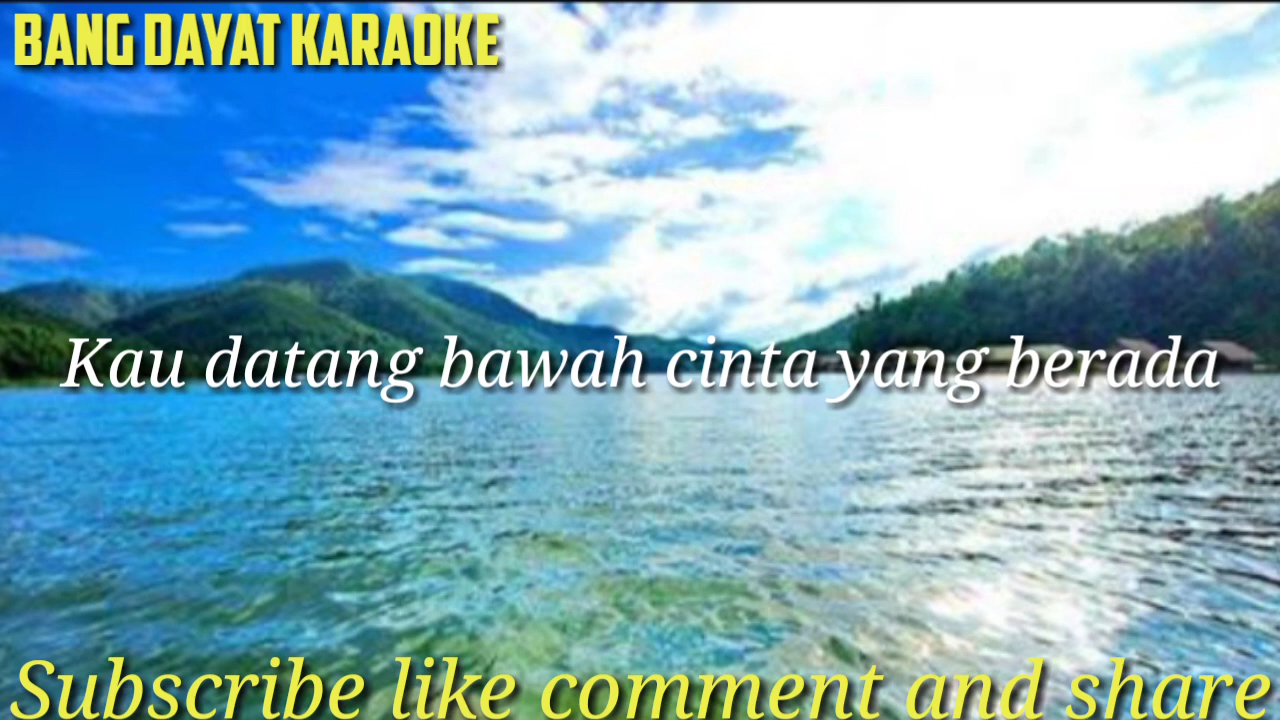 BANG DAYAT KARAOKE
Kau datang bawah cinta yang berada
Subscribe like comment and share